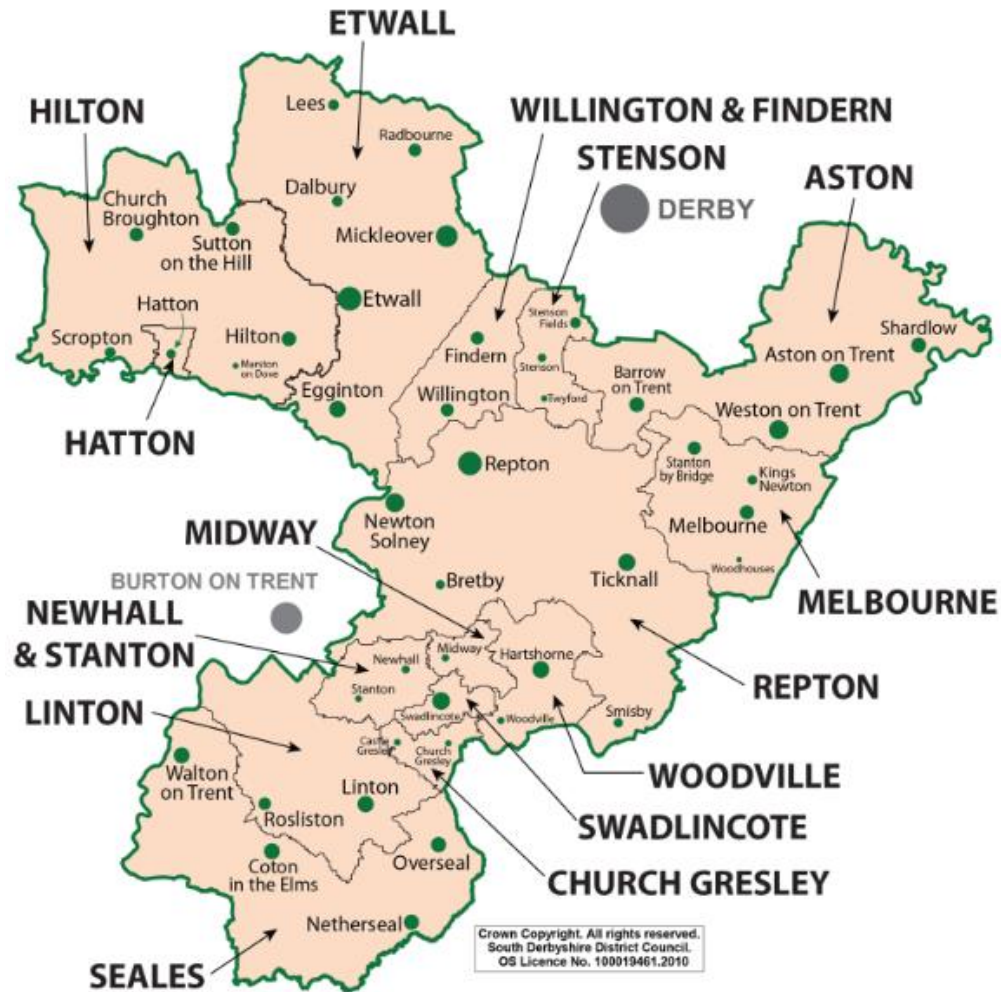 ETWALL
HILTON
WILLINGTON & FINDERN
STENSON
ASTON
DERBY
Lees
Radbourne
Dalbury
Mickleover
Church
Broughton
Sutton
on the Hill
Etwall
Hatton
Hilton
Scropton
Marston
on Dove
Egginton
HATTON
Findern
Willington
Stenson
Fields
Stenson
Twyford
Barrow
on Trent
Shardlow
Aston on Trent
Weston on Trent
Stanton
by Bridge
Kings
Newton
Melbourne
Woodhouses
MELBOURNE
Repton
Newton
Solney
MIDWAY
BURTON ON TRENT
Bretby
Ticknall
NEWHALL
& STANTON
Newhall
Stanton
Midway
Hartshorne
REPTON
LINTON
Swadlincote
Woodville
Smisby
Castle
Gresley
Church
Gresley
WOODVILLE
Walton
on Trent
Linton
Rosliston
SWADLINCOTE
Coton
in the Elms
Overseal
CHURCH GRESLEY
Netherseal
SEALES
Crown Copyright. All rights reserved.
South Derbyshire District Council.
OS Licence No. 100019461.2010